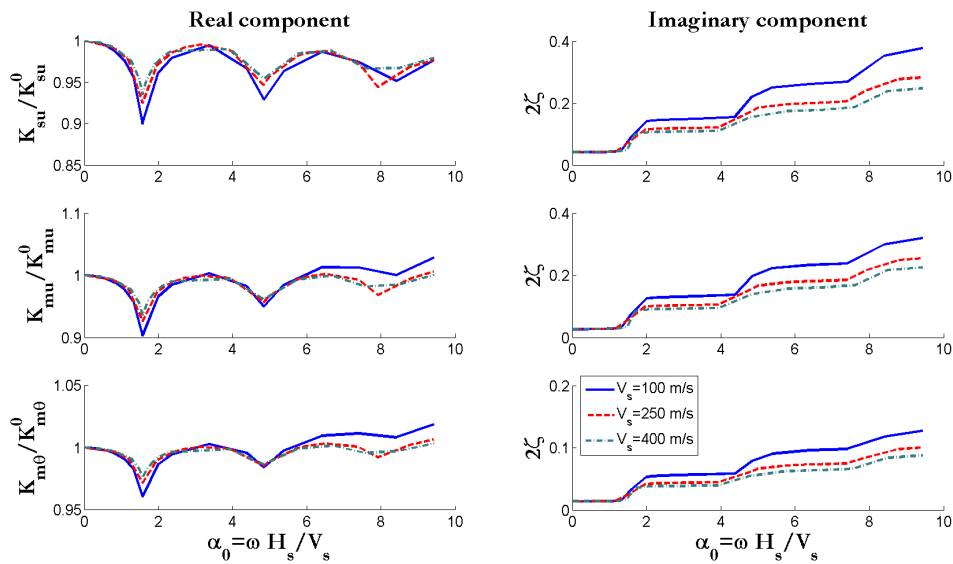 Real component
Imaginary component
K_su/K^0_su
1
0.95
0.9
0.85
0 2 4 6 8 10
2ζ
0.4
0.2
0
0 2 4 6 8 10
K_mu/K^0_mu
1.1
1
0.9
0 2 4 6 8 10
2ζ
0.4
0.2
0
0 2 4 6 8 10
K_mθ/K^0_mθ
1.05
1
0.95
0 2 4 6 8 10
α_0=ω H_s/V_s
2ζ
0.2
0.1
0
V_s=100 m/s
V_s=250 m/s
V_s=400 m/s
0 2 4 6 8 10
α_0=ω H_s/V_s